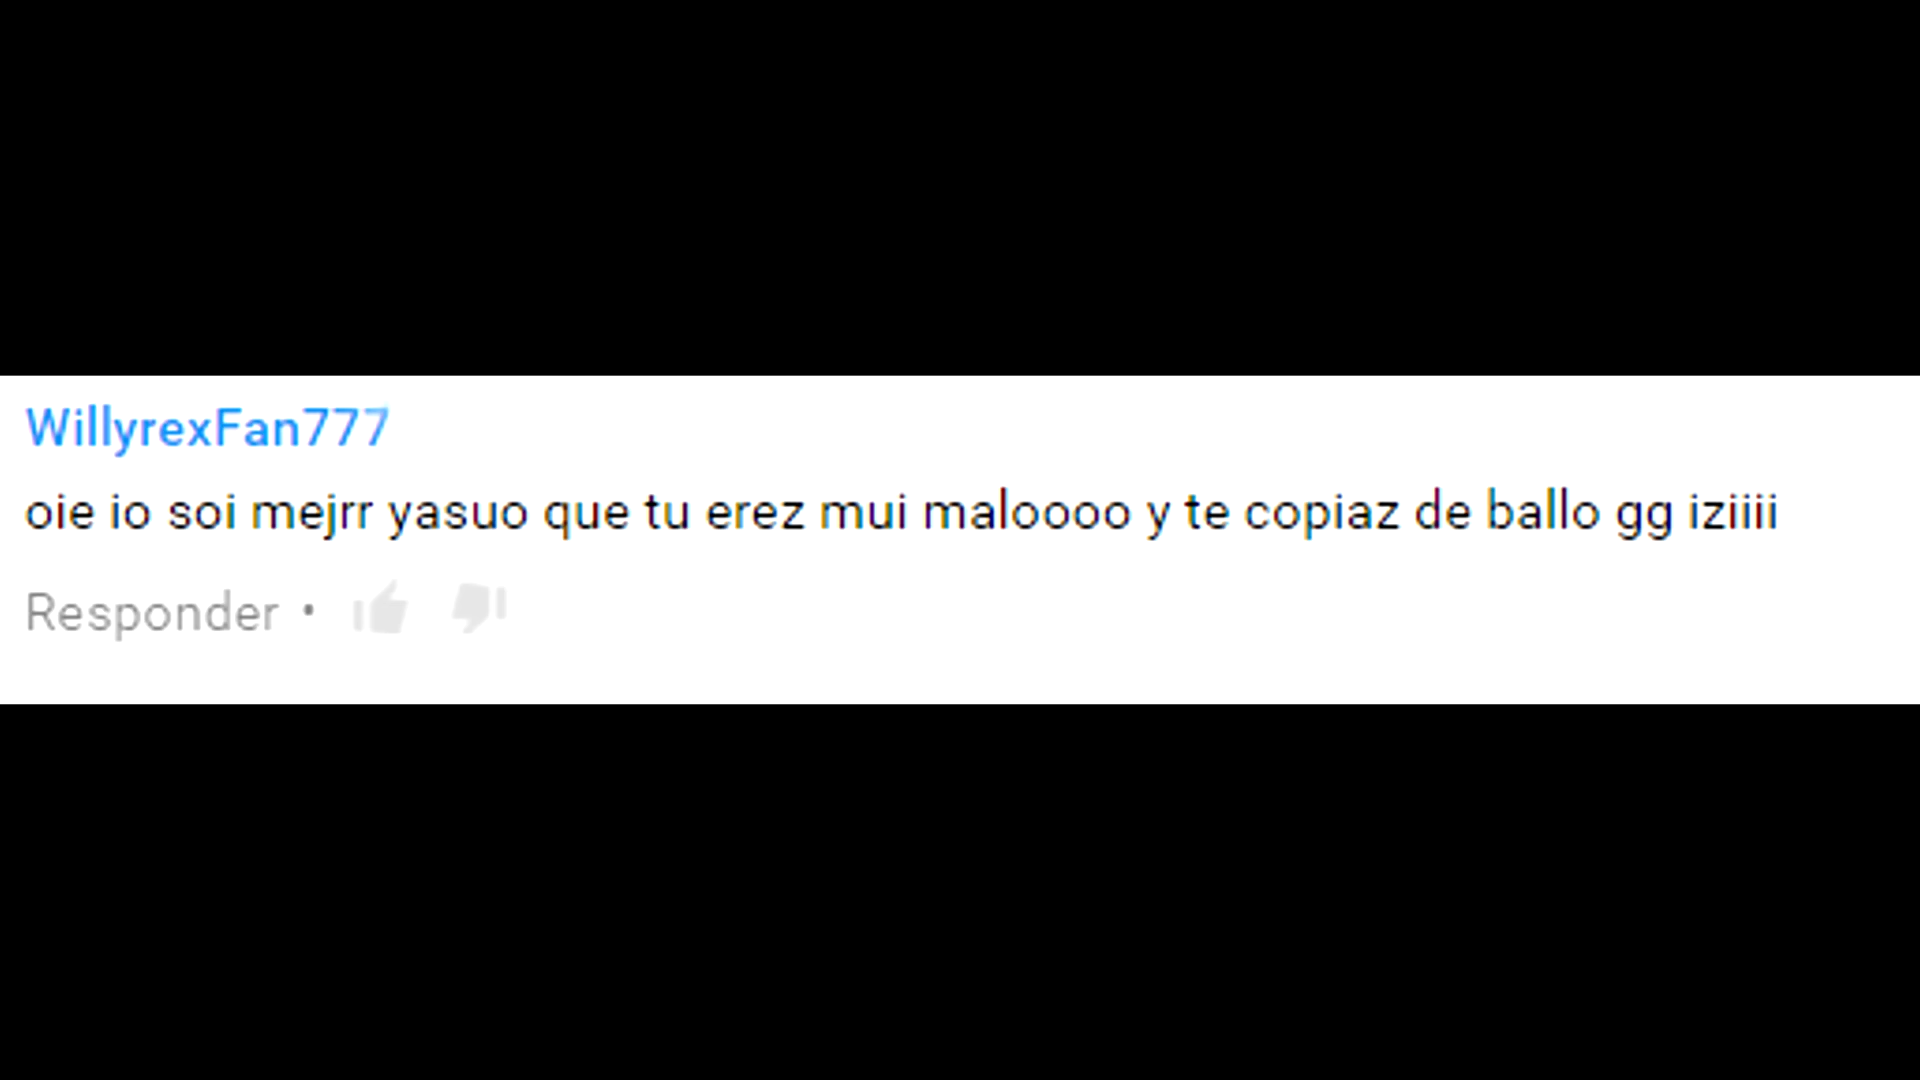 WillyrexFan777
oie io soi mejrr yasuo que tu erez mui maloooo y te copiaz de ballo gg iziiii
Responder •